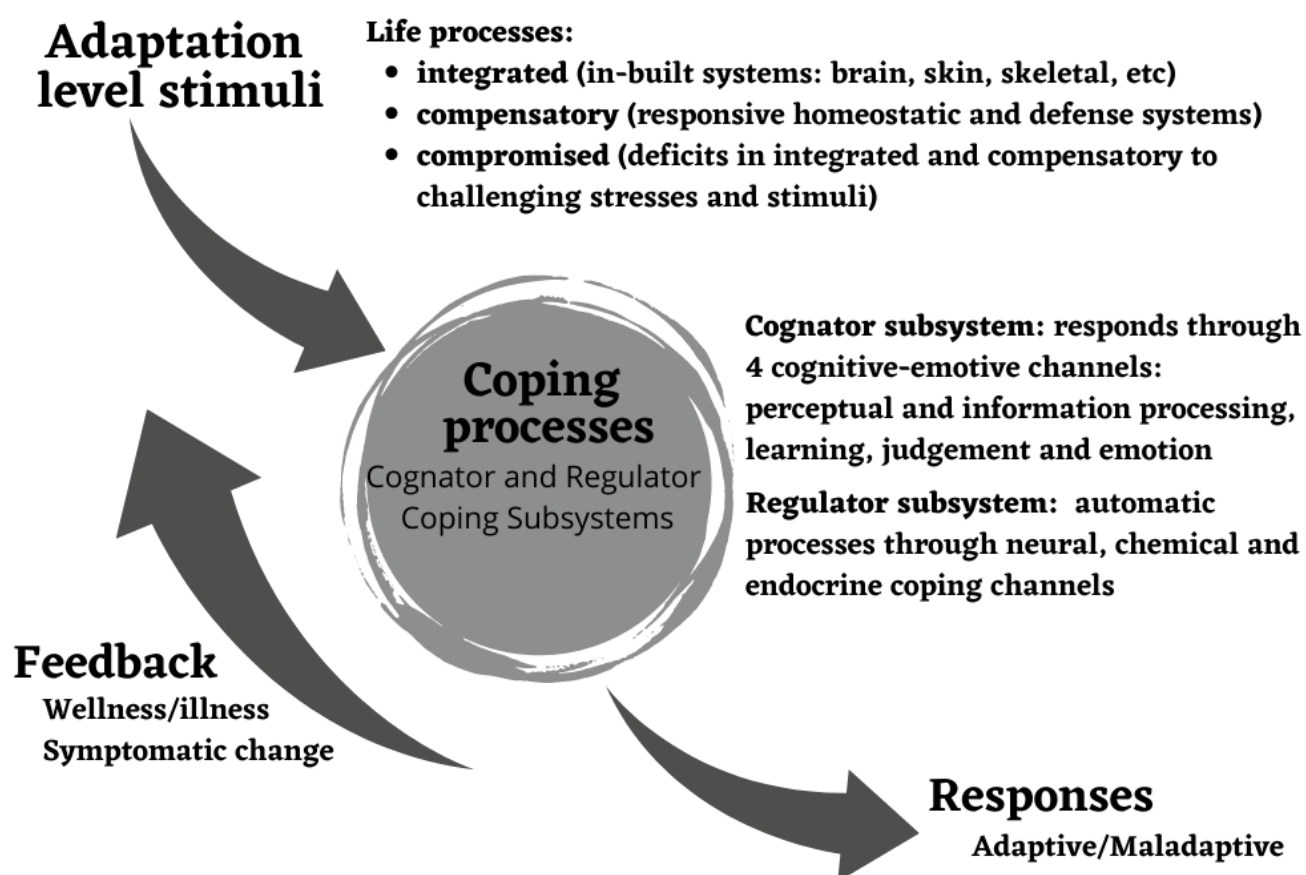 Adaptation
level stimuli
Life processes:
• integrated (in-built systems: brain, skin, skeletal, etc)
• compensatory (responsive homeostatic and defense systems)
• compromised (deficits in integrated and compensatory to
challenging stresses and stimuli)
Coping
processes
Cognator and Regulator
Coping Subsystems
Cognator subsystem: responds through
4 cognitive-emotive channels:
perceptual and information processing,
learning, judgement and emotion
Regulator subsystem: automatic
processes through neural, chemical and
endocrine coping channels
Feedback
Wellness/illness
Symptomatic change
Responses
Adaptive/Maladaptive